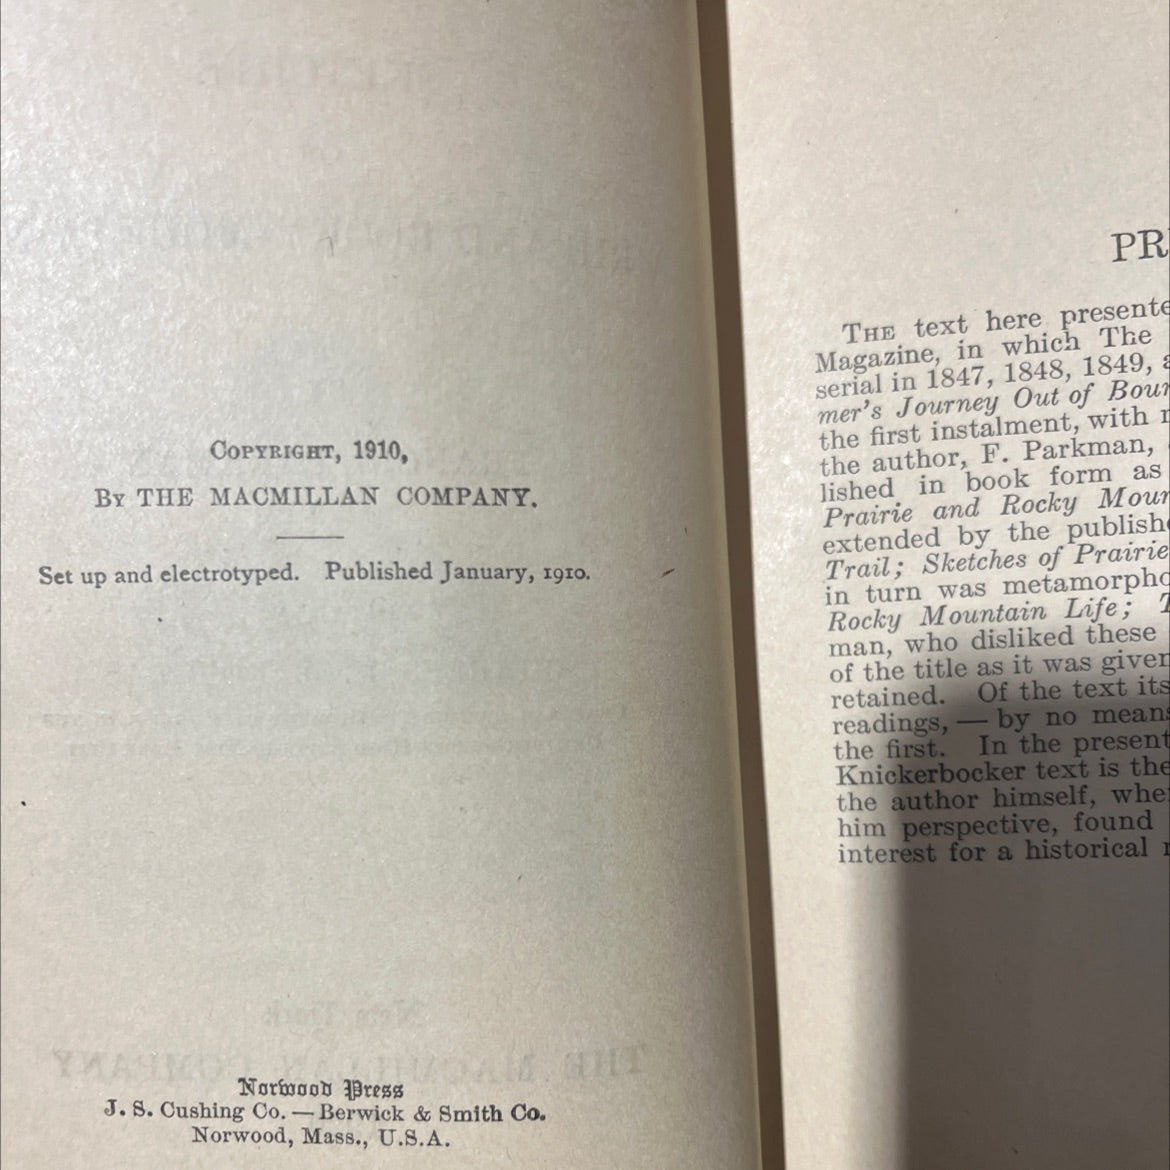 COPYRIGHT, 1910,
BY THE MACMILLAN COMPANY.
Set up and electrotyped. Published January, 1910.
Norwood Press
J. S. Cushing Co. — Berwick & Smith Co.
Norwood, Mass., U.S.A.
PR
THE text here presente
Magazine, in which The
serial in 1847, 1848, 1849,
mer's Journey Out of Bour
the first instalment, with
the author, F. Parkman,
lished in book form as
Prairie and Rocky Moun
extended by the publishe
Trail; Sketches of Prairie
in turn was metamorpho
Rocky Mountain Life; T
man, who disliked these
of the title as it was given
retained. Of the text its
readings, — by no means
the first. In the present
Knickerbocker text is the
the author himself, whe
him perspective, found
interest for a historical